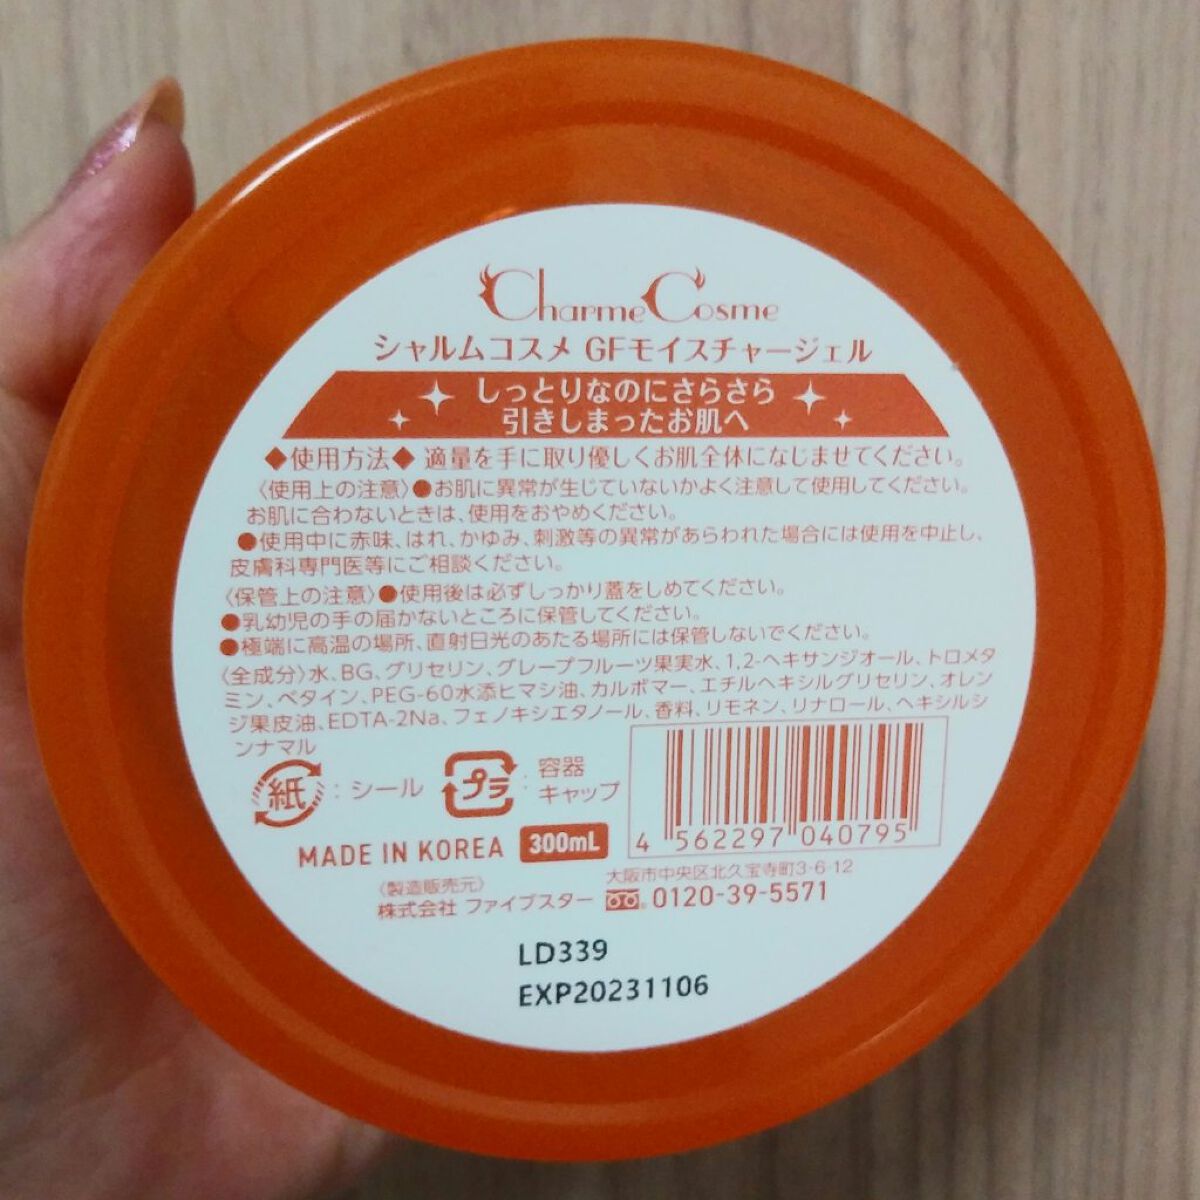 Charme Cosme
シャルムコスメ GFモイスチャージェル
しっとりなのにさらさら
引きしまったお肌へ
◆使用方法◆ 適量を手に取り優しくお肌全体になじませてください。
〈使用上の注意〉●お肌に異常が生じていないかよく注意して使用してください。
お肌に合わないときは、使用をおやめください。
●使用中に赤味、はれ、かゆみ、刺激等の異常があらわれた場合には使用を中止し、
皮膚科専門医等にご相談ください。
〈保管上の注意〉●使用後は必ずしっかり蓋をしめてください。
●乳幼児の手の届かないところに保管してください。
●極端に高温の場所、直射日光のあたる場所には保管しないでください。
〈全成分〉水、BG、グリセリン、グレープフルーツ果実水、1,2-ヘキサンジオール、トロメタ
ミン、ベタイン、PEG-60水添ヒマシ油、カルボマー、エチルヘキシルグリセリン、オレン
ジ果皮油、EDTA-2Na、フェノキシエタノール、香料、リモネン、リナロール、ヘキシルシ
ンナマル
紙 : シール プラ : 容器
キャップ
4 562297 040795
MADE IN KOREA 300mL
〈製造販売元〉 大阪市中央区北久宝寺町3-6-12
株式会社 ファイブスター 0120-39-5571
LD339
EXP20231106